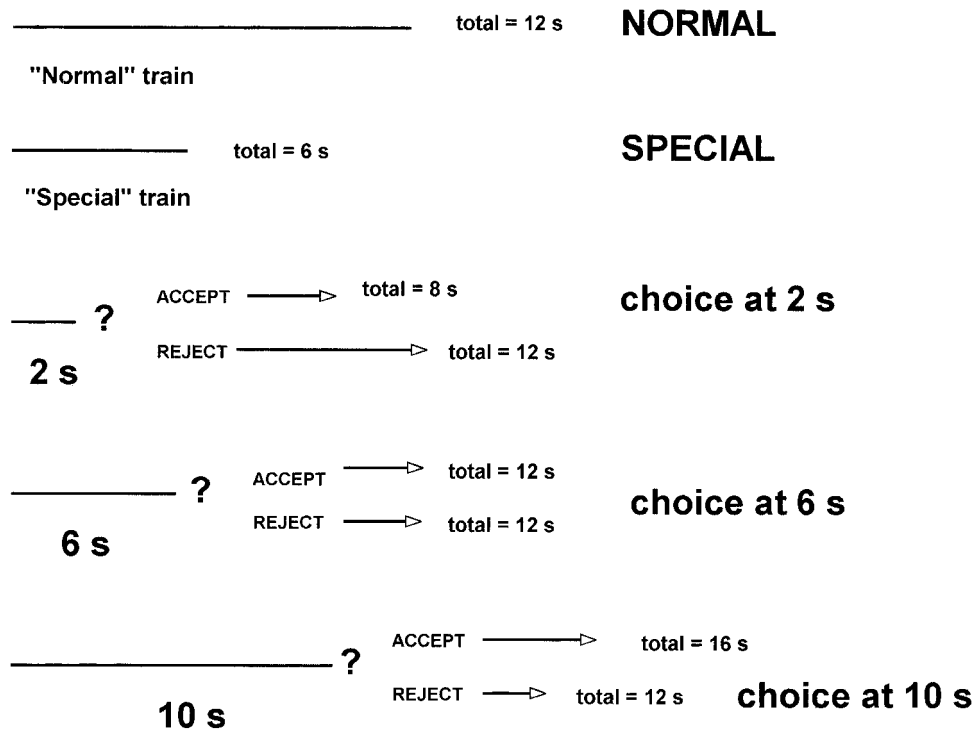 total = 12 s NORMAL
"Normal" train
total = 6 s SPECIAL
"Special" train
ACCEPT total = 8 s choice at 2 s
?
REJECT total = 12 s
2 s
ACCEPT total = 12 s
? choice at 6 s
REJECT total = 12 s
6 s
ACCEPT total = 16 s
?
REJECT total = 12 s choice at 10 s
10 s